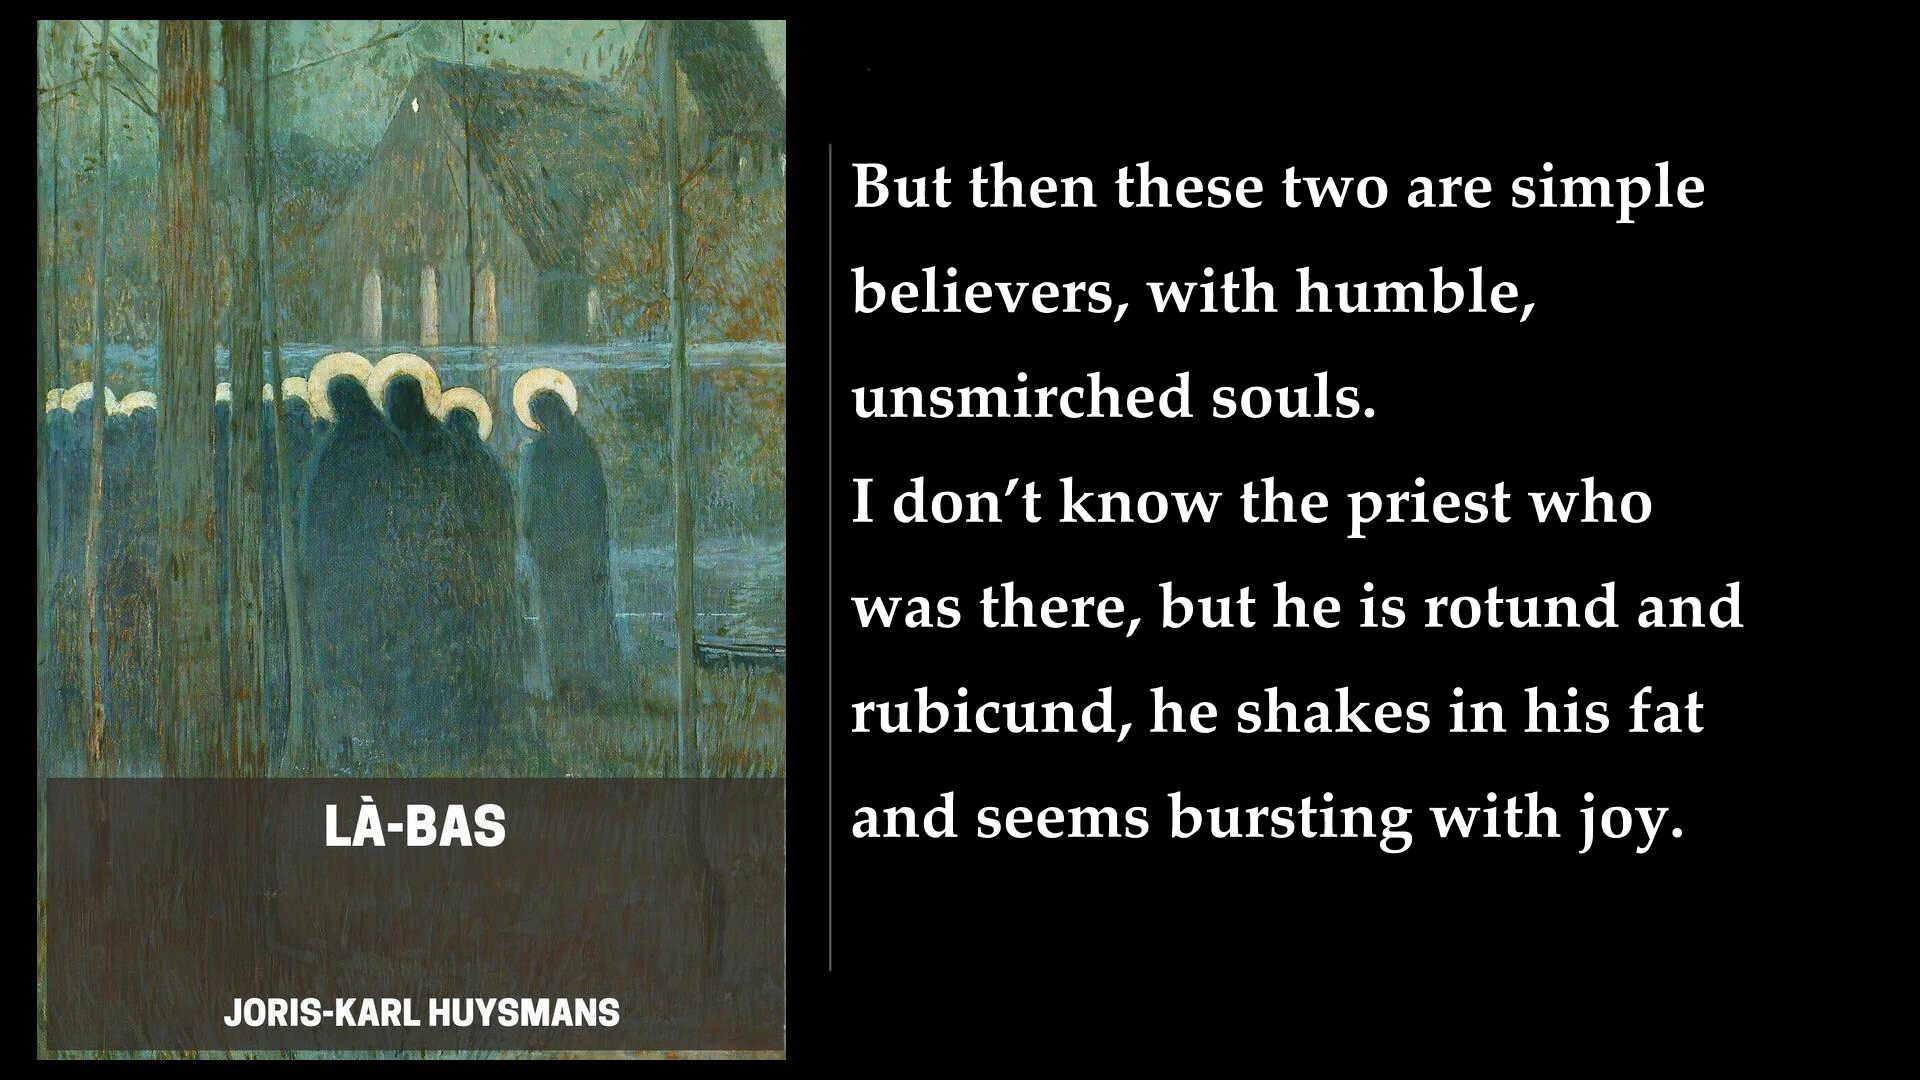 LÀ-BAS
JORIS-KARL HUYSMANS
But then these two are simple
believers, with humble,
unsmirched souls.
I don’t know the priest who
was there, but he is rotund and
rubicund, he shakes in his fat
and seems bursting with joy.